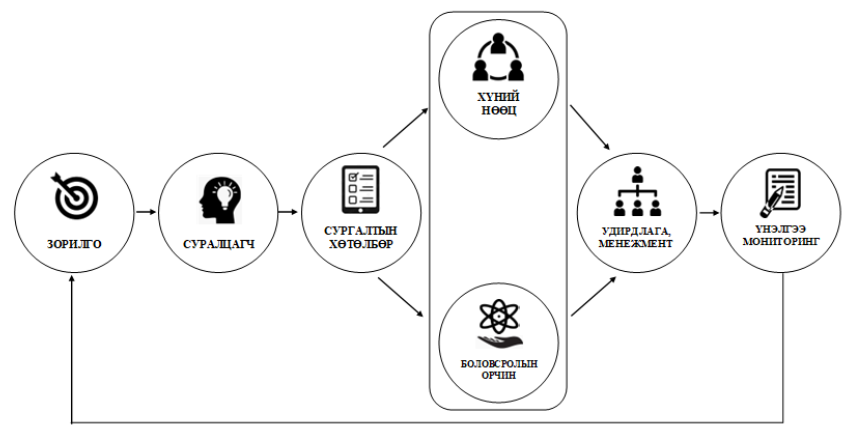 ЗОРИЛГО
СУРАЛЦАГЧ
СУРГАЛТЫН
ХӨТӨЛБӨР
ХҮНИЙ
НӨӨЦ
БОЛОВСРОЛЫН
ОРЧИН
УДИРДЛАГА,
МЕНЕЖМЕНТ
ҮНЭЛГЭЭ
МОНИТОРИНГ